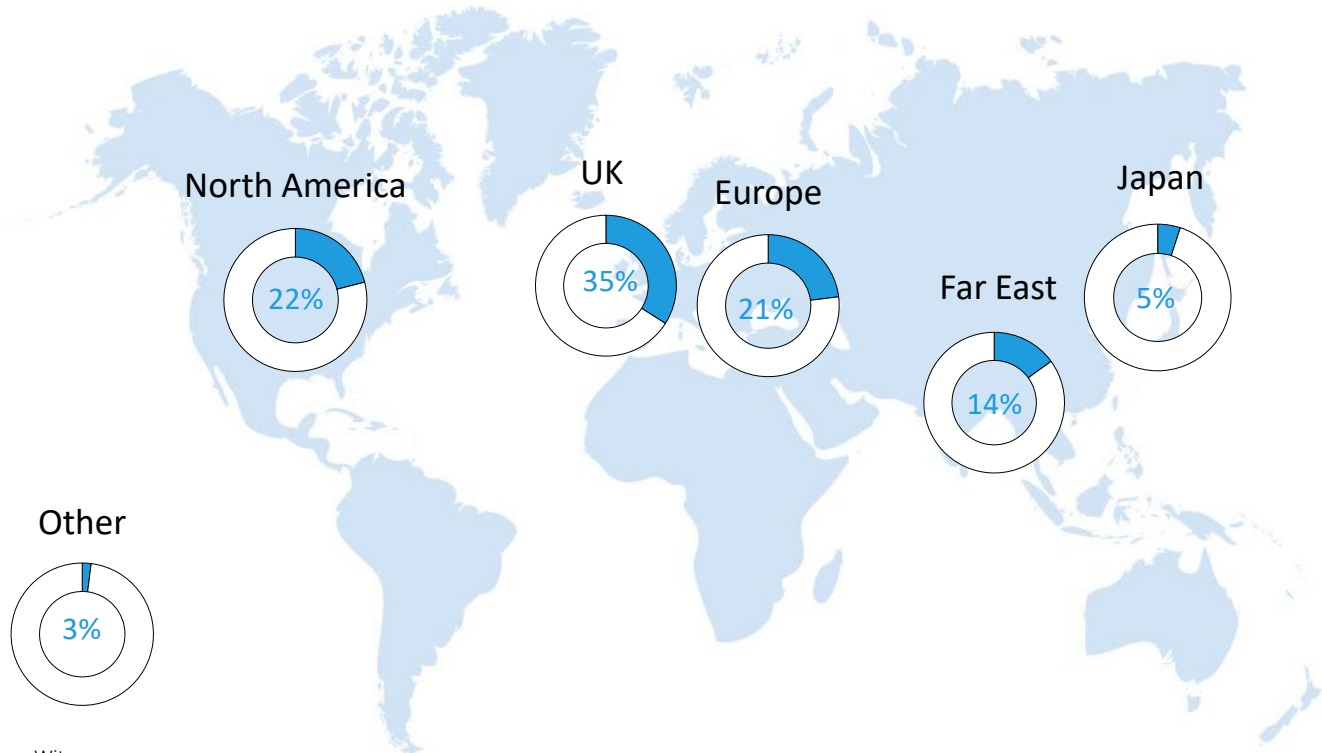 North America
22%
UK
35%
Europe
21%
Far East
14%
Japan
5%
Other
3%